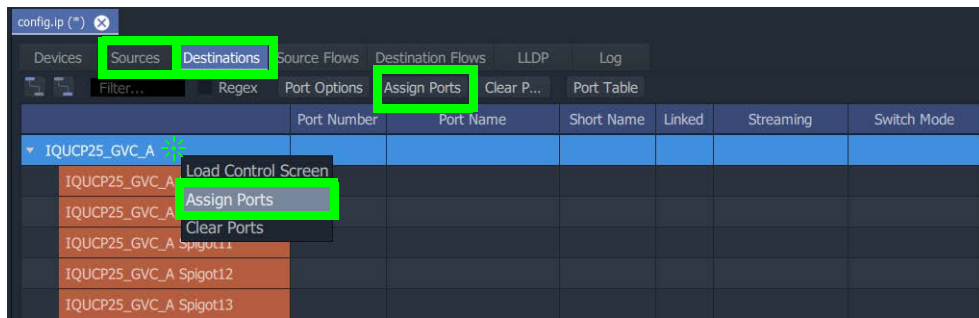 config.ip (*)
Devices Sources Destinations Source Flows Destination Flows LLDP Log
Filter... Regex Port Options Assign Ports Clear P... Port Table
Port Number Port Name Short Name Linked Streaming Switch Mode
IQUCP25_GVC_A
Load Control Screen
IQUCP25_GVC_A
Assign Ports
IQUCP25_GVC_A
Clear Ports
IQUCP25_GVC_A Spigot11
IQUCP25_GVC_A Spigot12
IQUCP25_GVC_A Spigot13